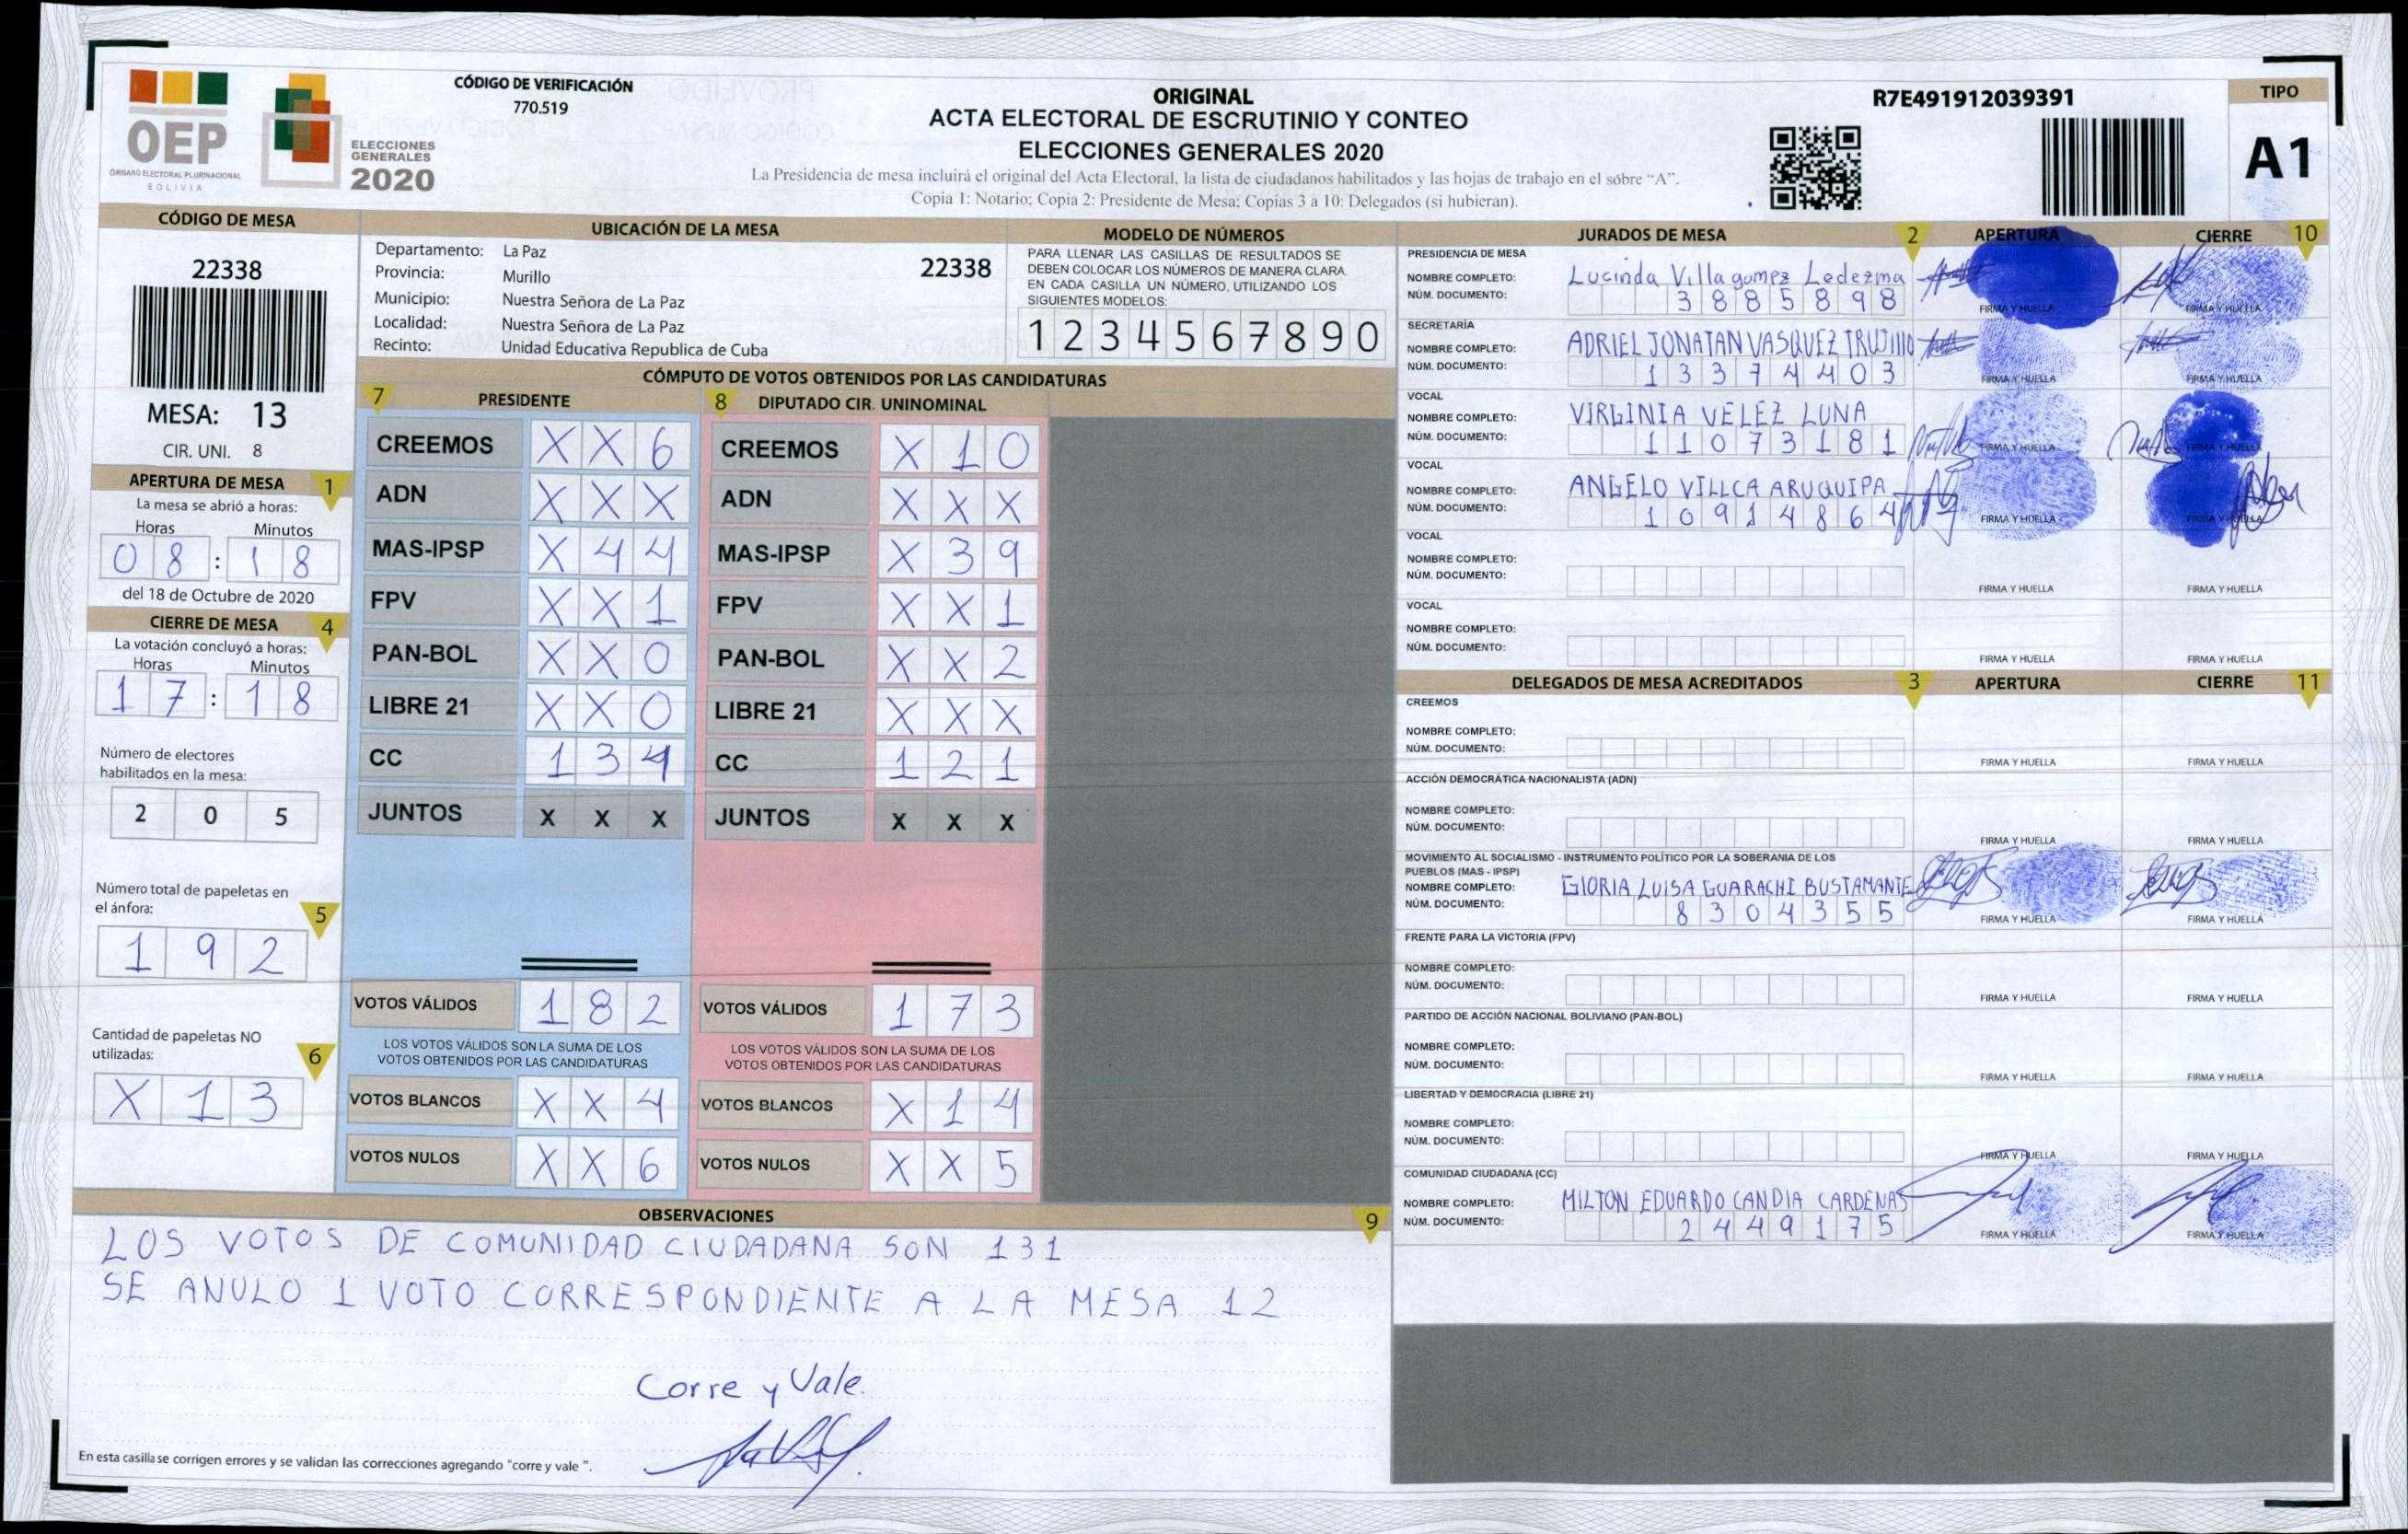 OEP
ÓRGANO ELECTORAL PLURINACIONAL
BOLIVIA
ELECCIONES
GENERALES
2020
CÓDIGO DE VERIFICACIÓN
770.519
ORIGINAL
ACTA ELECTORAL DE ESCRUTINIO Y CONTEO
ELECCIONES GENERALES 2020
La Presidencia de mesa incluirá el original del Acta Electoral, la lista de ciudadanos habilitados y las hojas de trabajo en el sobre “A”.
Copia 1: Notario; Copia 2: Presidente de Mesa; Copias 3 a 10: Delegados (si hubieran).
R7E491912039391
TIPO
A1
CÓDIGO DE MESA
22338
MESA: 13
CIR. UNI. 8
APERTURA DE MESA 1
La mesa se abrió a horas:
Horas Minutos
08 : 18
del 18 de Octubre de 2020
CIERRE DE MESA 4
La votación concluyó a horas:
Horas Minutos
17 : 18
Número de electores
habilitados en la mesa:
2 0 5
Número total de papeletas en
el ánfora: 5
1 9 2
Cantidad de papeletas NO
utilizadas: 6
X 1 3
UBICACIÓN DE LA MESA
Departamento: La Paz 22338
Provincia: Murillo
Municipio: Nuestra Señora de La Paz
Localidad: Nuestra Señora de La Paz
Recinto: Unidad Educativa Republica de Cuba
MODELO DE NÚMEROS
PARA LLENAR LAS CASILLAS DE RESULTADOS SE
DEBEN COLOCAR LOS NÚMEROS DE MANERA CLARA.
EN CADA CASILLA UN NÚMERO, UTILIZANDO LOS
SIGUIENTES MODELOS:
1 2 3 4 5 6 7 8 9 0
CÓMPUTO DE VOTOS OBTENIDOS POR LAS CANDIDATURAS
7 PRESIDENTE
CREEMOS X X 6
ADN X X X
MAS-IPSP X 4 4
FPV X X 1
PAN-BOL X X 0
LIBRE 21 X X 0
CC 1 3 4
JUNTOS X X X
VOTOS VÁLIDOS 1 8 2
LOS VOTOS VÁLIDOS SON LA SUMA DE LOS
VOTOS OBTENIDOS POR LAS CANDIDATURAS
VOTOS BLANCOS X X 4
VOTOS NULOS X X 6
8 DIPUTADO CIR. UNINOMINAL
CREEMOS X 1 0
ADN X X X
MAS-IPSP X 3 9
FPV X X 1
PAN-BOL X X 2
LIBRE 21 X X X
CC 1 2 1
JUNTOS X X X
VOTOS VÁLIDOS 1 7 3
LOS VOTOS VÁLIDOS SON LA SUMA DE LOS
VOTOS OBTENIDOS POR LAS CANDIDATURAS
VOTOS BLANCOS X 1 4
VOTOS NULOS X X 5
OBSERVACIONES 9
LOS VOTOS DE COMUNIDAD CIUDADANA SON 131
SE ANULO 1 VOTO CORRESPONDIENTE A LA MESA 12
Corre y Vale.
En esta casilla se corrigen errores y se validan las correcciones agregando "corre y vale ".
JURADOS DE MESA 2 APERTURA CIERRE 10
PRESIDENCIA DE MESA
NOMBRE COMPLETO: Lucinda Villagomez Ledezma
NÚM. DOCUMENTO: 3885898
FIRMA Y HUELLA FIRMA Y HUELLA
SECRETARÍA
NOMBRE COMPLETO: ADRIEL JONATAN VASQUEZ TRUJIllO
NÚM. DOCUMENTO: 13374403
FIRMA Y HUELLA FIRMA Y HUELLA
VOCAL
NOMBRE COMPLETO: VIRGINIA VELEZ LUNA
NÚM. DOCUMENTO: 11073181
FIRMA Y HUELLA FIRMA Y HUELLA
VOCAL
NOMBRE COMPLETO: ANGELO VILLCA ARUQUIPA
NÚM. DOCUMENTO: 10914864
FIRMA Y HUELLA FIRMA Y HUELLA
VOCAL
NOMBRE COMPLETO:
NÚM. DOCUMENTO:
FIRMA Y HUELLA FIRMA Y HUELLA
VOCAL
NOMBRE COMPLETO:
NÚM. DOCUMENTO:
FIRMA Y HUELLA FIRMA Y HUELLA
DELEGADOS DE MESA ACREDITADOS 3 APERTURA CIERRE 11
CREEMOS
NOMBRE COMPLETO:
NÚM. DOCUMENTO:
FIRMA Y HUELLA FIRMA Y HUELLA
ACCIÓN DEMOCRÁTICA NACIONALISTA (ADN)
NOMBRE COMPLETO:
NÚM. DOCUMENTO:
FIRMA Y HUELLA FIRMA Y HUELLA
MOVIMIENTO AL SOCIALISMO - INSTRUMENTO POLÍTICO POR LA SOBERANIA DE LOS
PUEBLOS (MAS - IPSP)
NOMBRE COMPLETO: GlORIA LUISA GUARACHI BUSTAMANTE
NÚM. DOCUMENTO: 8304355
FIRMA Y HUELLA FIRMA Y HUELLA
FRENTE PARA LA VICTORIA (FPV)
NOMBRE COMPLETO:
NÚM. DOCUMENTO:
FIRMA Y HUELLA FIRMA Y HUELLA
PARTIDO DE ACCIÓN NACIONAL BOLIVIANO (PAN-BOL)
NOMBRE COMPLETO:
NÚM. DOCUMENTO:
FIRMA Y HUELLA FIRMA Y HUELLA
LIBERTAD Y DEMOCRACIA (LIBRE 21)
NOMBRE COMPLETO:
NÚM. DOCUMENTO:
FIRMA Y HUELLA FIRMA Y HUELLA
COMUNIDAD CIUDADANA (CC)
NOMBRE COMPLETO: MILTON EDUARDO CANDIA CARDENAS
NÚM. DOCUMENTO: 2449175
FIRMA Y HUELLA FIRMA Y HUELLA